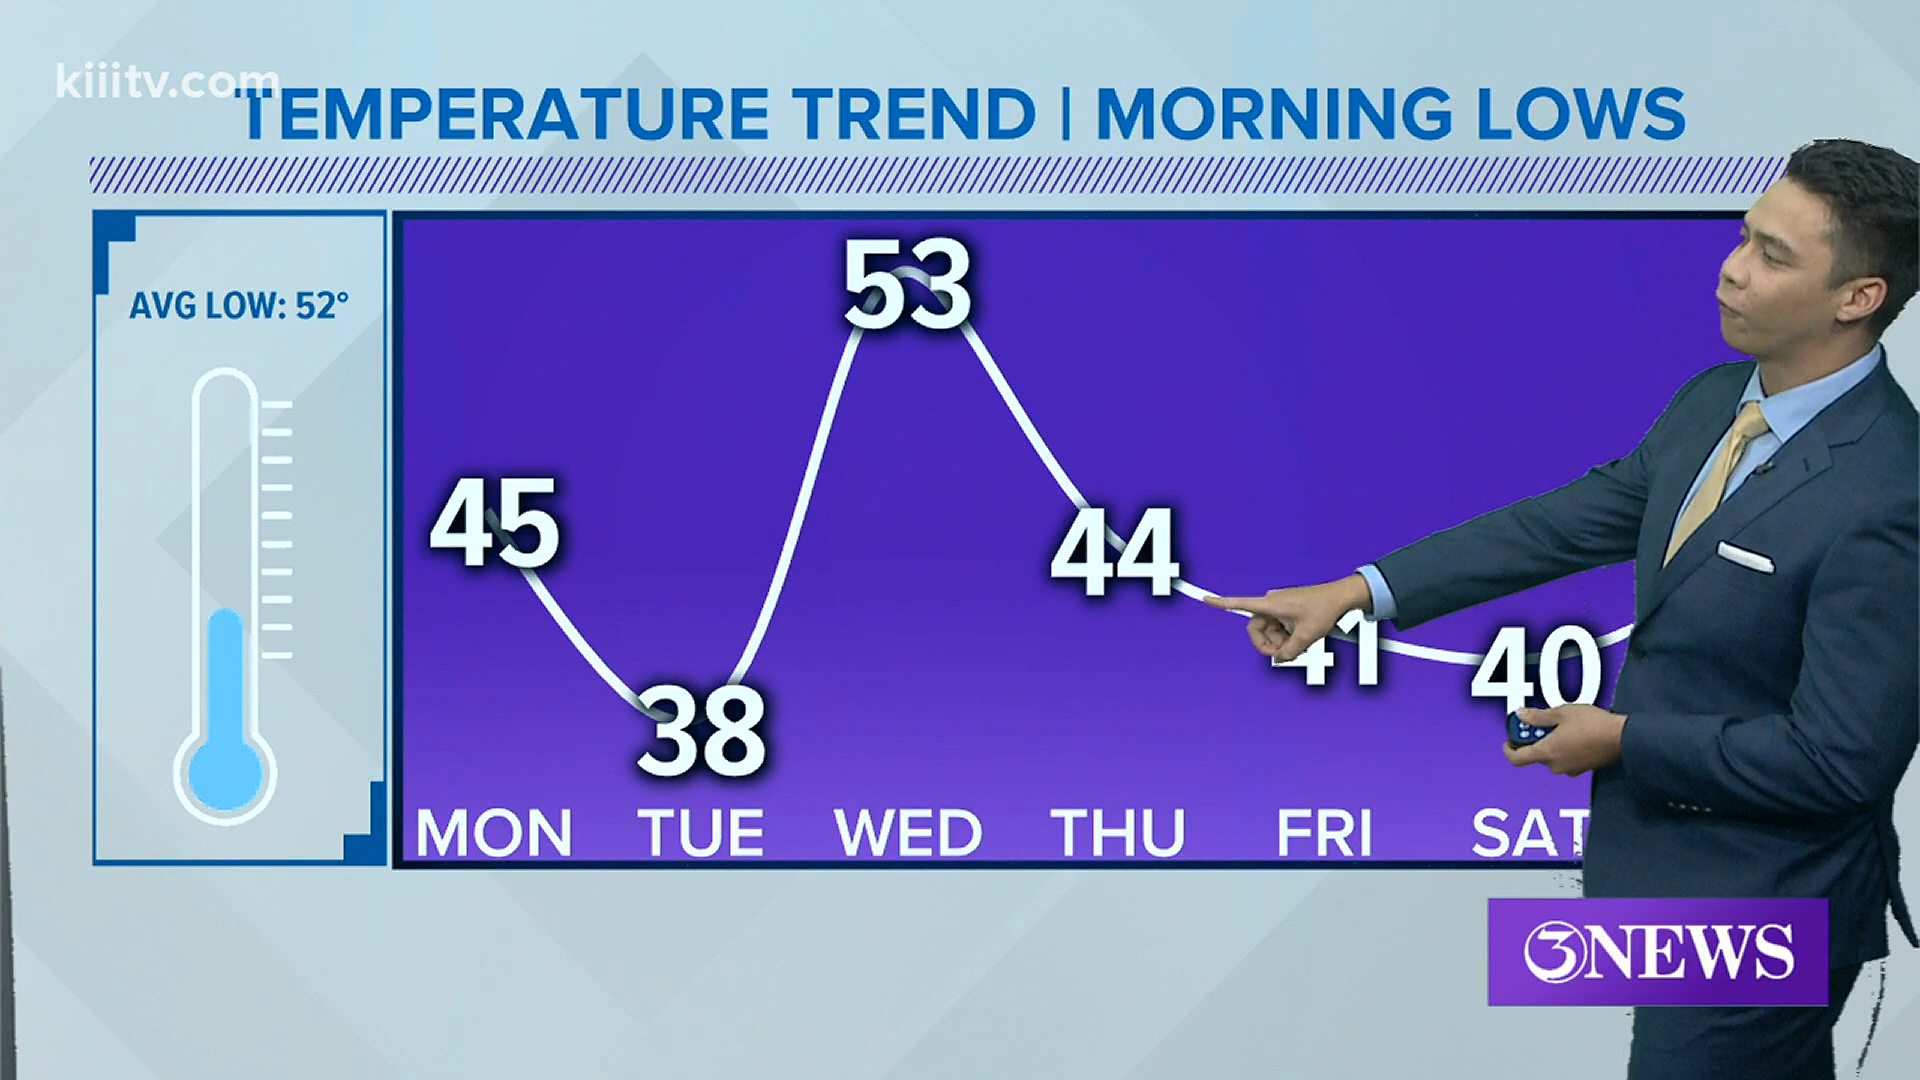 kiiitv.com
TEMPERATURE TREND | MORNING LOWS
AVG LOW: 52°
53
45
44
41
40
38
MON TUE WED THU FRI SAT
3NEWS